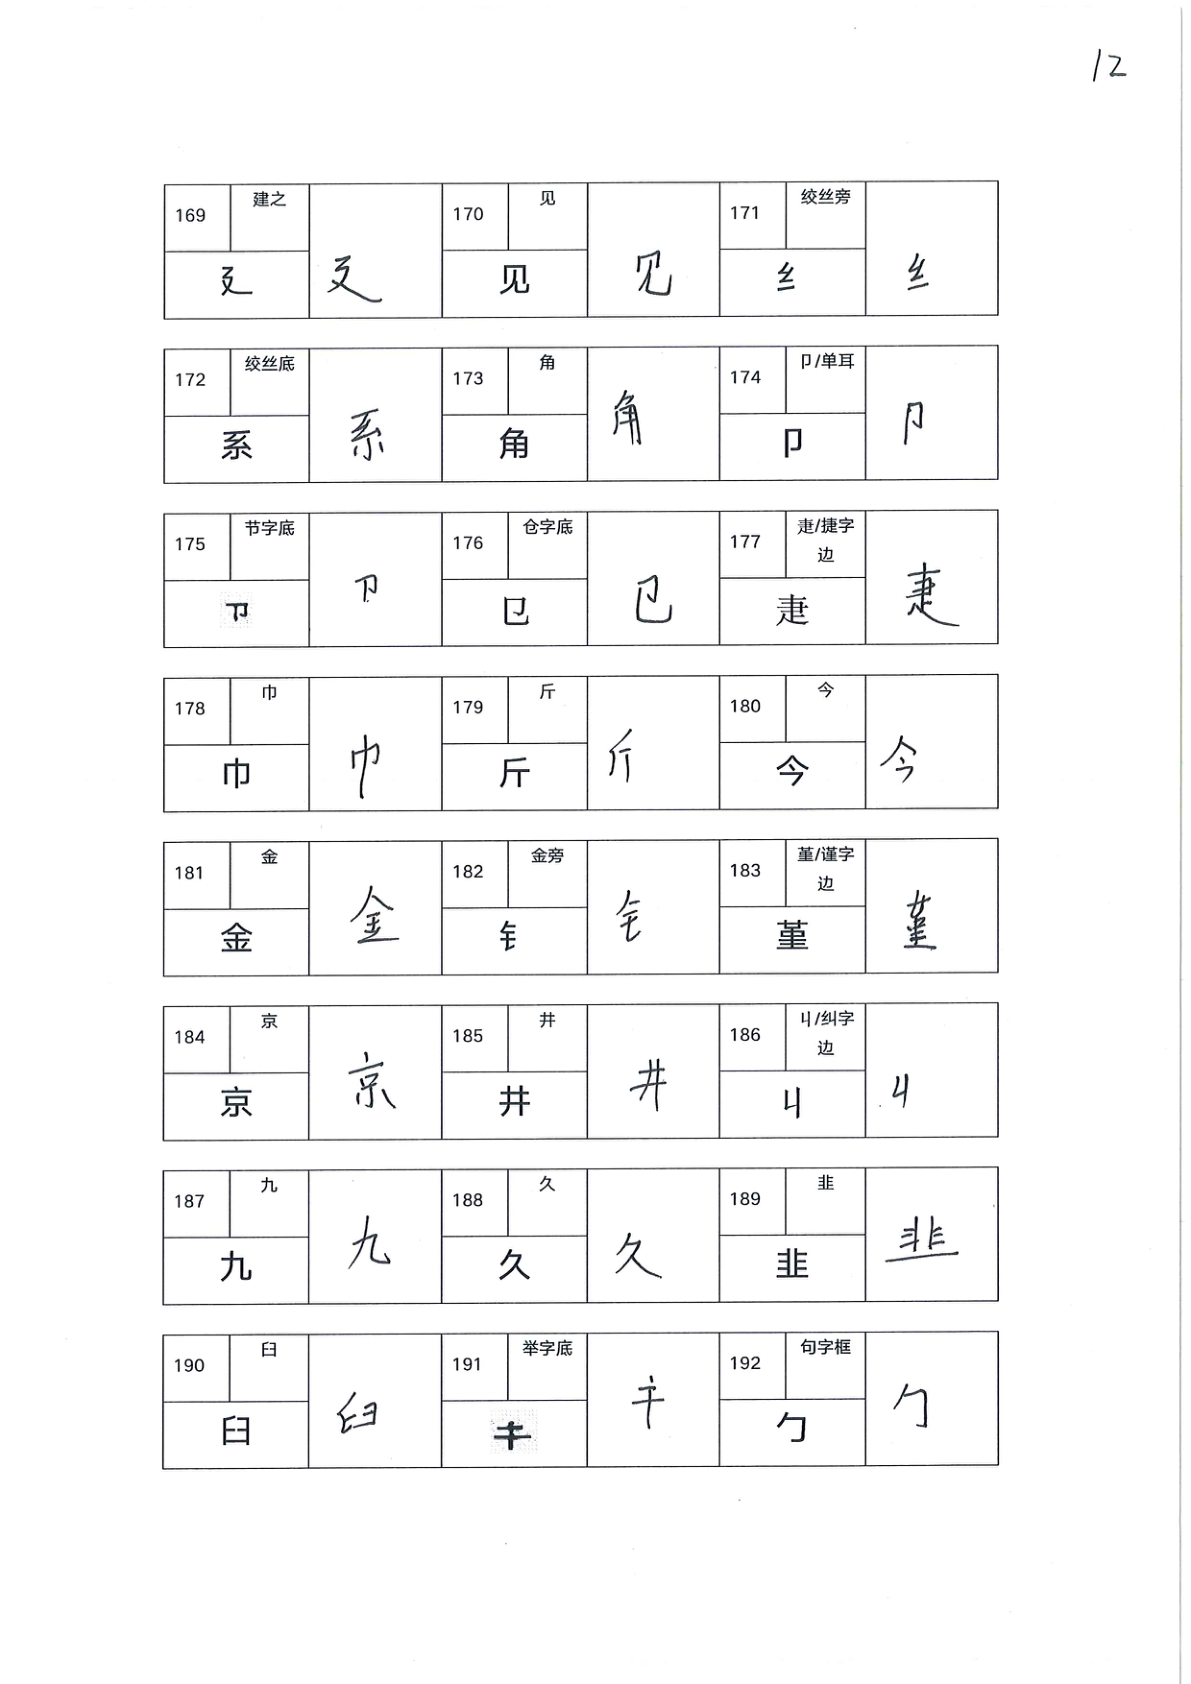 12
169 建之 廴 廴 170 见 见 见 171 绞丝旁 纟 纟
172 绞丝底 系 系 173 角 角 角 174 卩/单耳 卩 卩
175 节字底 176 仓字底 㔾 㔾 177 疌/捷字
边
疌 疌
178 巾 巾 巾 179 斤 斤 斤 180 今 今 今
181 金 金 金 182 金旁 钅 钅 183 堇/谨字
边
堇 堇
184 京 京 京 185 井 井 井 186 丩/纠字
边
丩 丩
187 九 九 九 188 久 久 久 189 韭 韭 韭
190 臼 臼 臼 191 举字底 192 句字框 勹 勹